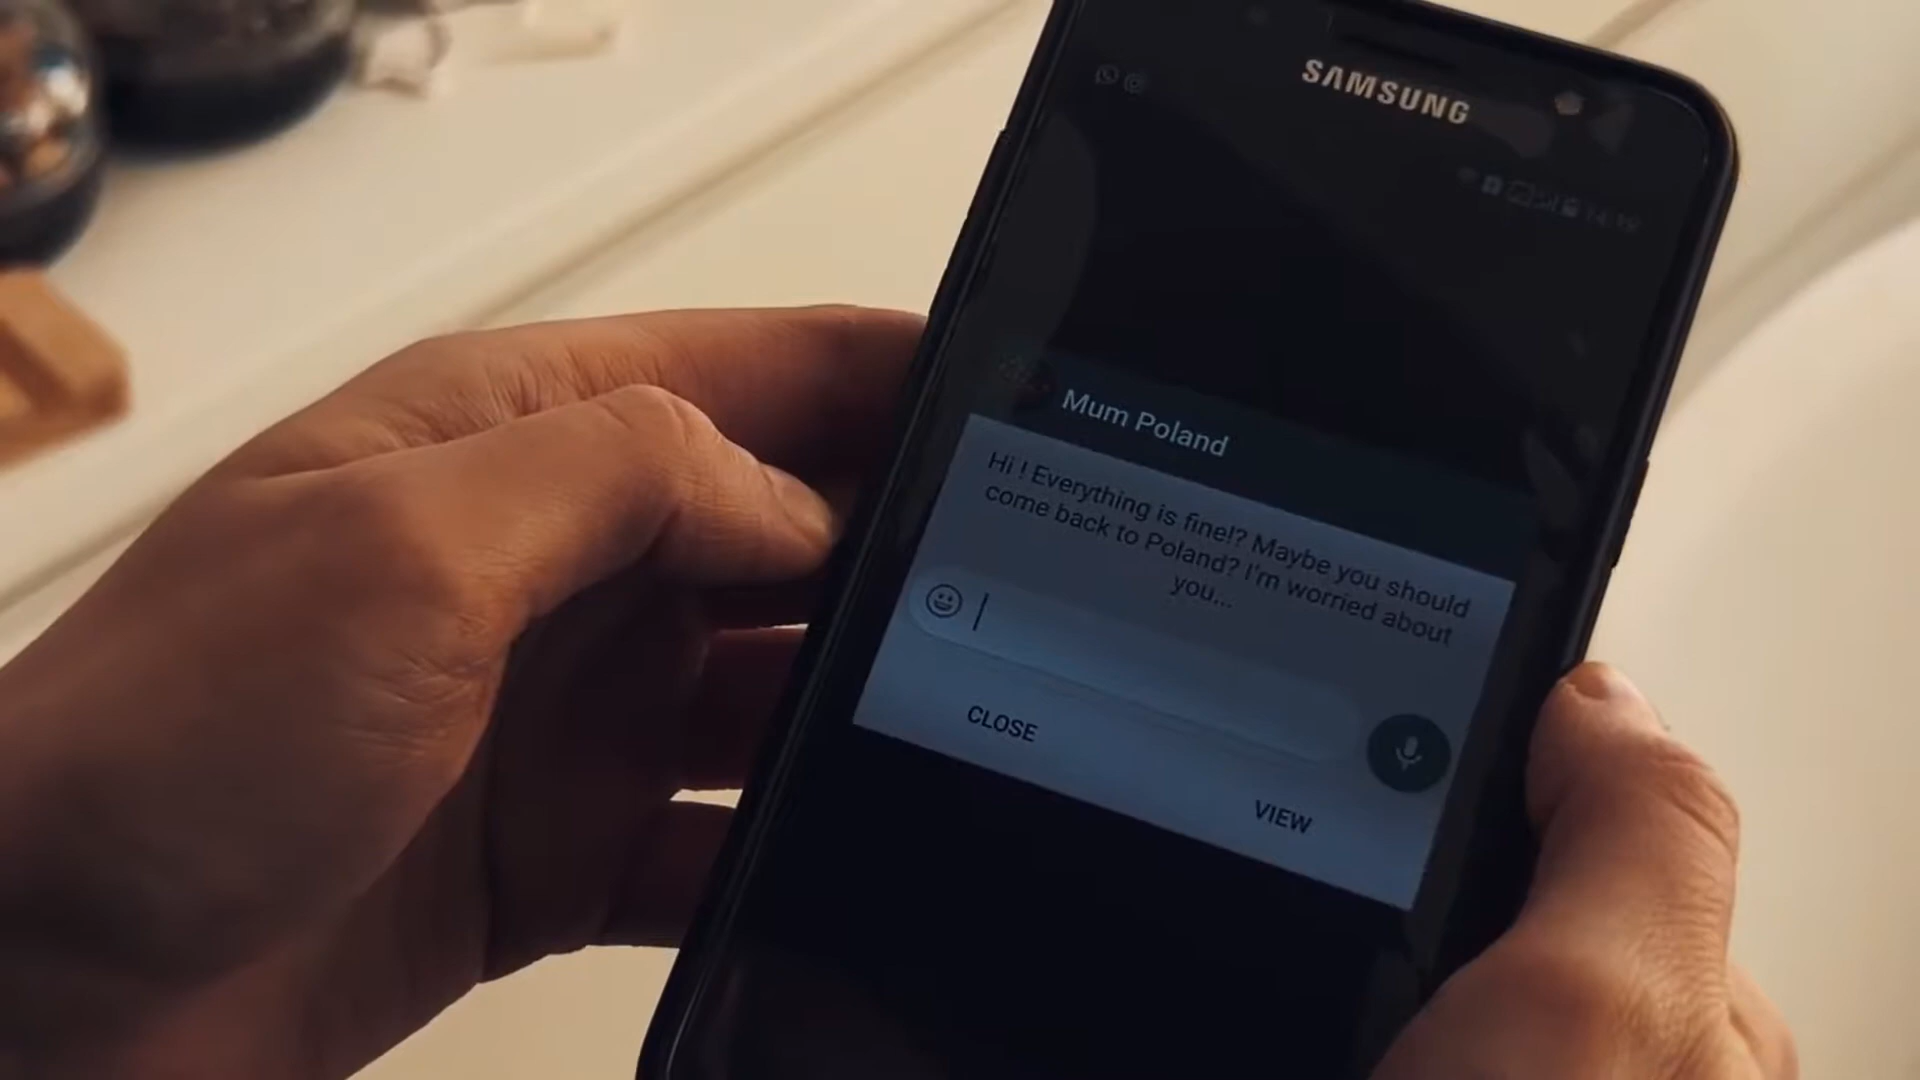 SAMSUNG
Mum Poland
Hi ! Everything is fine!? Maybe you should
come back to Poland? I'm worried about
you...
CLOSE
VIEW